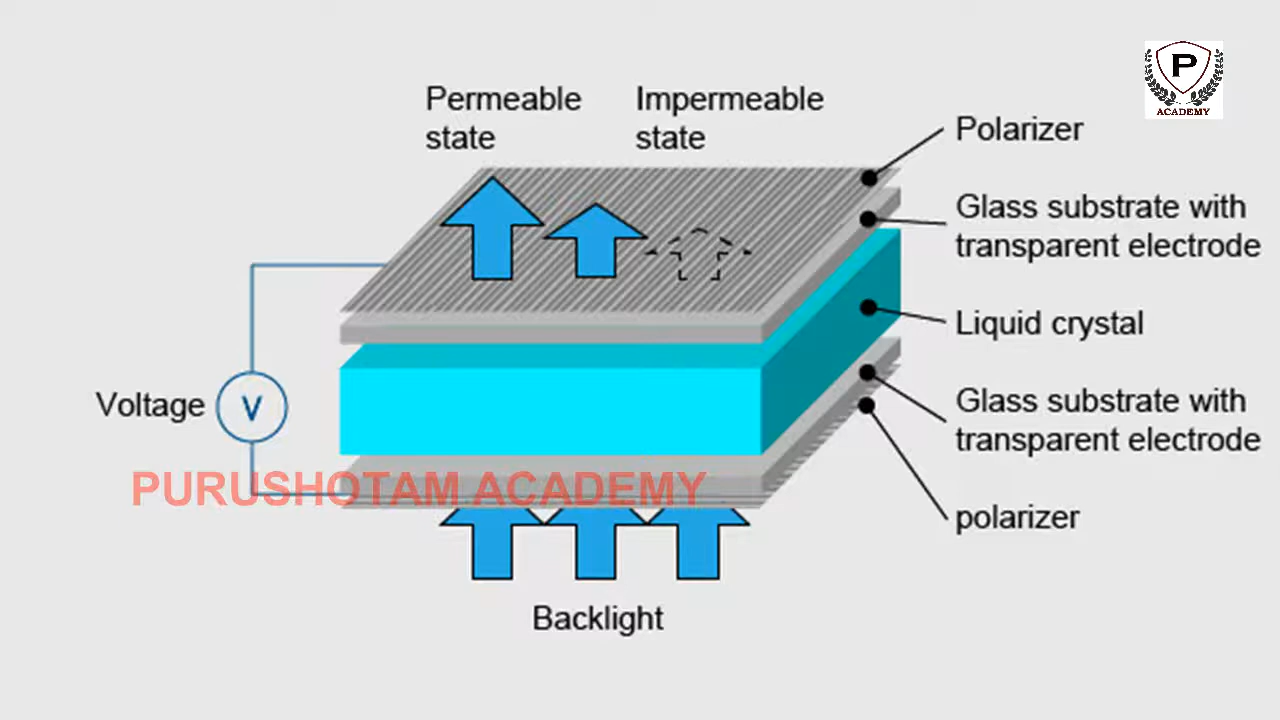 P
ACADEMY
Permeable
state
Impermeable
state
Polarizer
Glass substrate with
transparent electrode
Liquid crystal
Voltage
V
Glass substrate with
transparent electrode
PURUSHOTAM ACADEMY
polarizer
Backlight